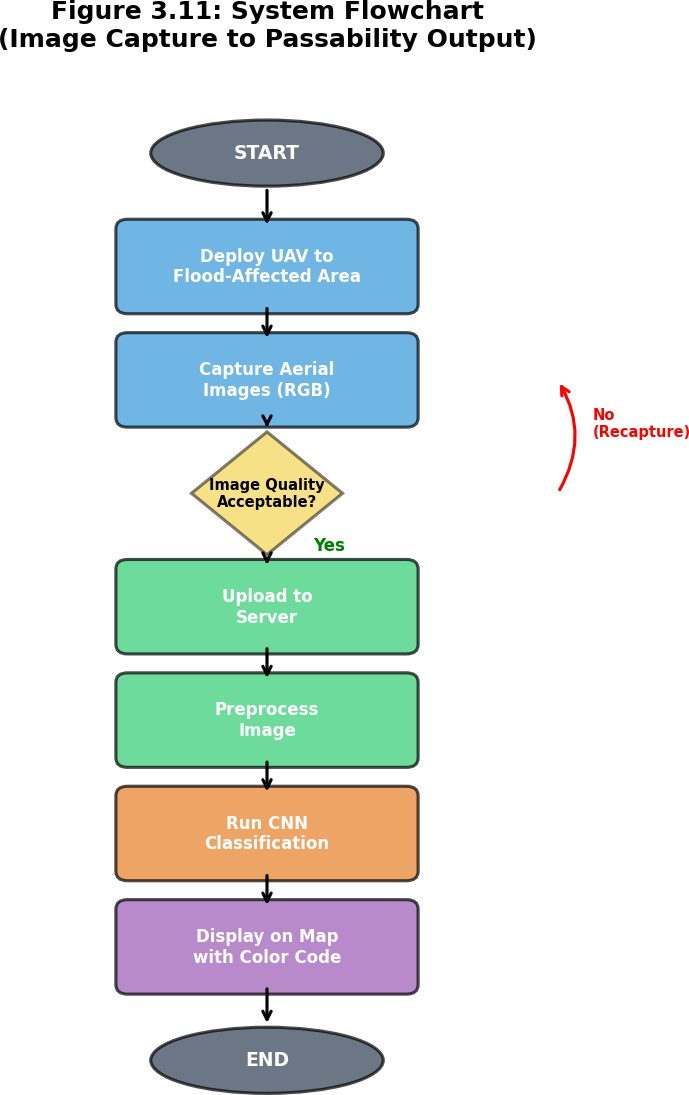 Figure 3.11: System Flowchart
(Image Capture to Passability Output)
START
Deploy UAV to
Flood-Affected Area
Capture Aerial
Images (RGB)
No
(Recapture)
Image Quality
Acceptable?
Yes
Upload to
Server
Preprocess
Image
Run CNN
Classification
Display on Map
with Color Code
END